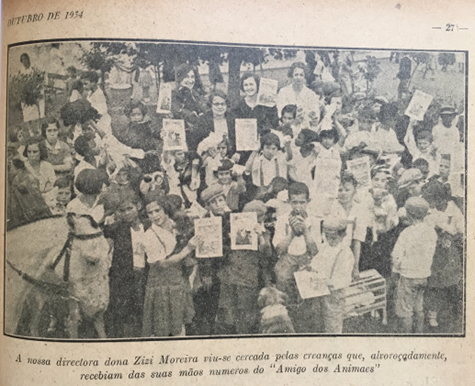 OUTUBRO DE 1934
— 27 —
A nossa directora dona Zizi Moreira viu-se cercada pelas creanças que, alvoroçadamente,
recebiam das suas mãos numeros do "Amigo dos Animaes"